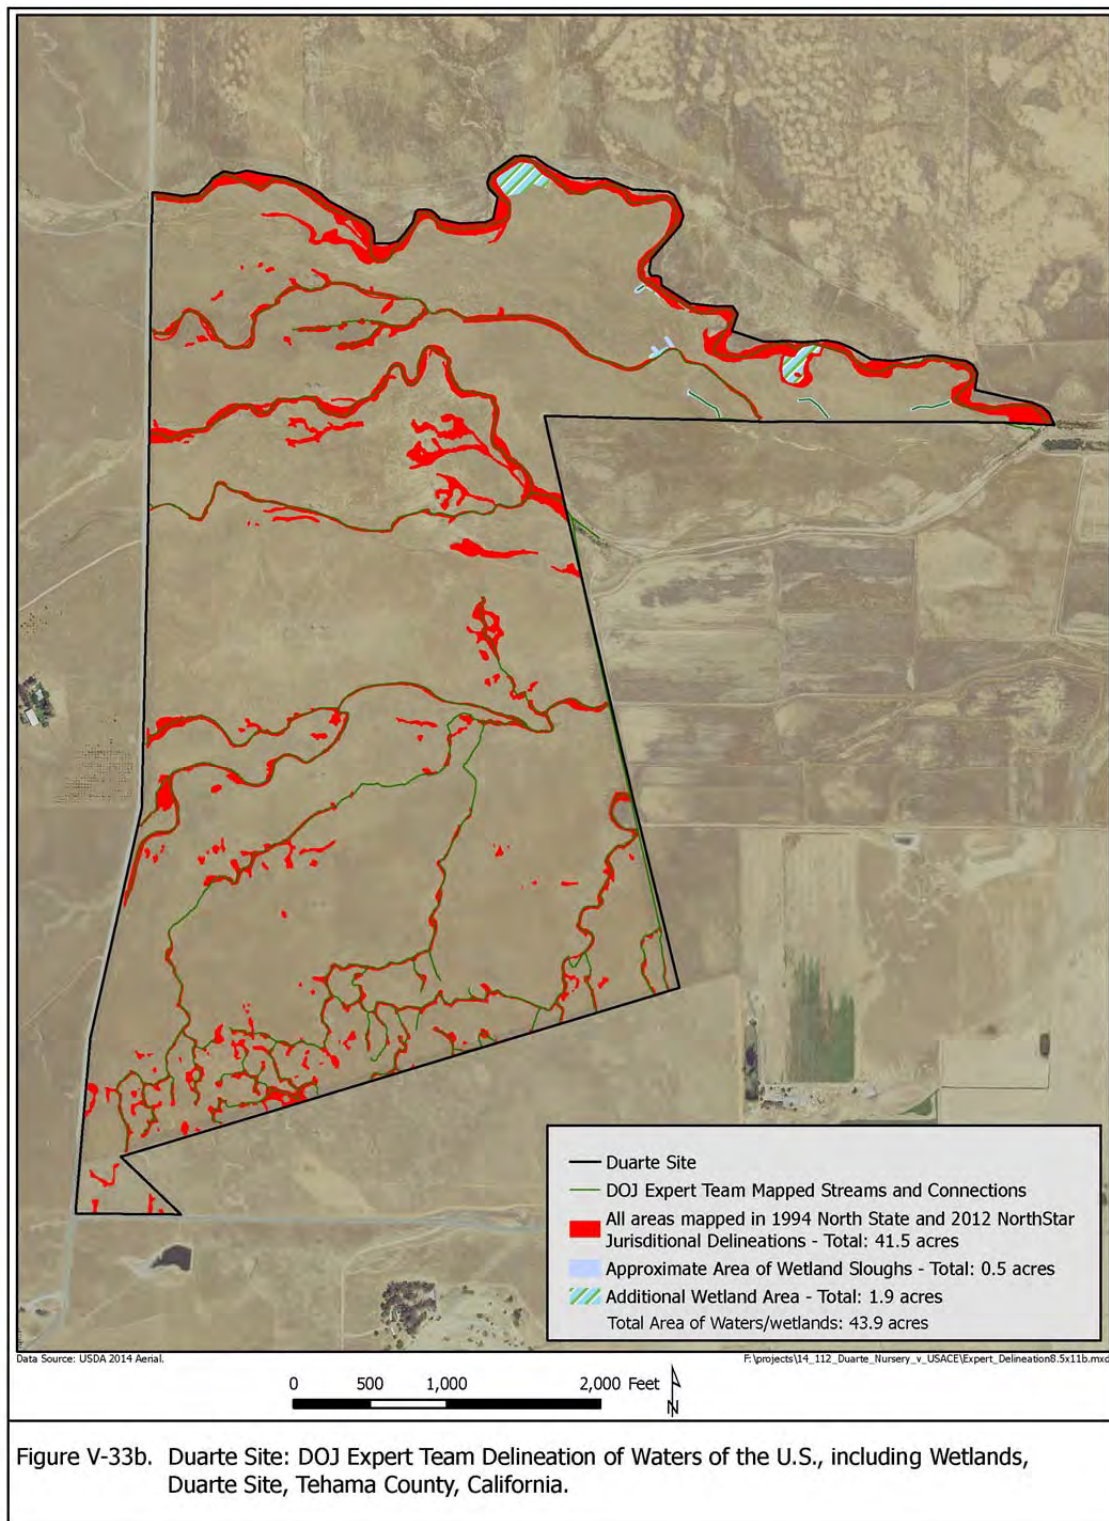 Duarte Site
DOJ Expert Team Mapped Streams and Connections
All areas mapped in 1994 North State and 2012 NorthStar
Jurisditional Delineations - Total: 41.5 acres
Approximate Area of Wetland Sloughs - Total: 0.5 acres
Additional Wetland Area - Total: 1.9 acres
Total Area of Waters/wetlands: 43.9 acres
Data Source: USDA 2014 Aerial.
F:\projects\14_112_Duarte_Nursery_v_USACE\Expert_Delineation8.5x11b.mxd
0 500 1,000 2,000 Feet
N
Figure V-33b. Duarte Site: DOJ Expert Team Delineation of Waters of the U.S., including Wetlands,
Duarte Site, Tehama County, California.